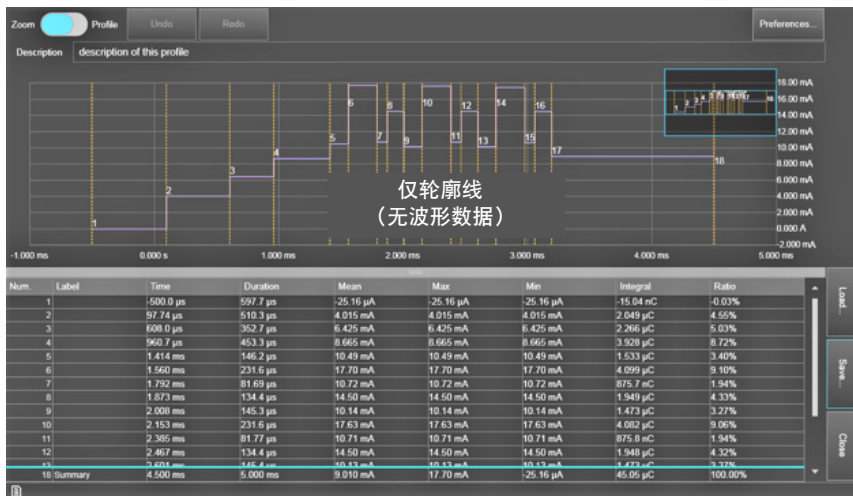 Zoom Profile Undo Redo Preferences...
Description description of this profile
18.00 mA
16.00 mA
14.00 mA
12.00 mA
10.00 mA
8.000 mA
6.000 mA
4.000 mA
2.000 mA
0.000 A
-2.000 mA
1 2 3 4 5 6 7 8 9 10 11 12 13 14 15 16 17 18
仅轮廓线
（无波形数据）
-1.000 ms 0.000 s 1.000 ms 2.000 ms 3.000 ms 4.000 ms 5.000 ms
Num. Label Time Duration Mean Max Min Integral Ratio
1 -500.0 µs 597.7 µs -25.16 µA -25.16 µA -25.16 µA -15.04 nC -0.03%
2 97.74 µs 510.3 µs 4.015 mA 4.015 mA 4.015 mA 2.049 µC 4.55%
3 608.0 µs 352.7 µs 6.425 mA 6.425 mA 6.425 mA 2.266 µC 5.03%
4 960.7 µs 453.3 µs 8.665 mA 8.665 mA 8.665 mA 3.928 µC 8.72%
5 1.414 ms 146.2 µs 10.49 mA 10.49 mA 10.49 mA 1.533 µC 3.40%
6 1.560 ms 231.6 µs 17.70 mA 17.70 mA 17.70 mA 4.099 µC 9.10%
7 1.792 ms 81.69 µs 10.72 mA 10.72 mA 10.72 mA 875.7 nC 1.94%
8 1.873 ms 134.4 µs 14.50 mA 14.50 mA 14.50 mA 1.949 µC 4.33%
9 2.008 ms 145.3 µs 10.14 mA 10.14 mA 10.14 mA 1.473 µC 3.27%
10 2.153 ms 231.6 µs 17.63 mA 17.63 mA 17.63 mA 4.082 µC 9.06%
11 2.385 ms 81.77 µs 10.71 mA 10.71 mA 10.71 mA 875.8 nC 1.94%
12 2.467 ms 134.4 µs 14.50 mA 14.50 mA 14.50 mA 1.948 µC 4.32%
18 Summary 4.500 ms 5.000 ms 9.010 mA 17.70 mA -25.16 µA 45.05 µC 100.00%
Load...
Save...
Close